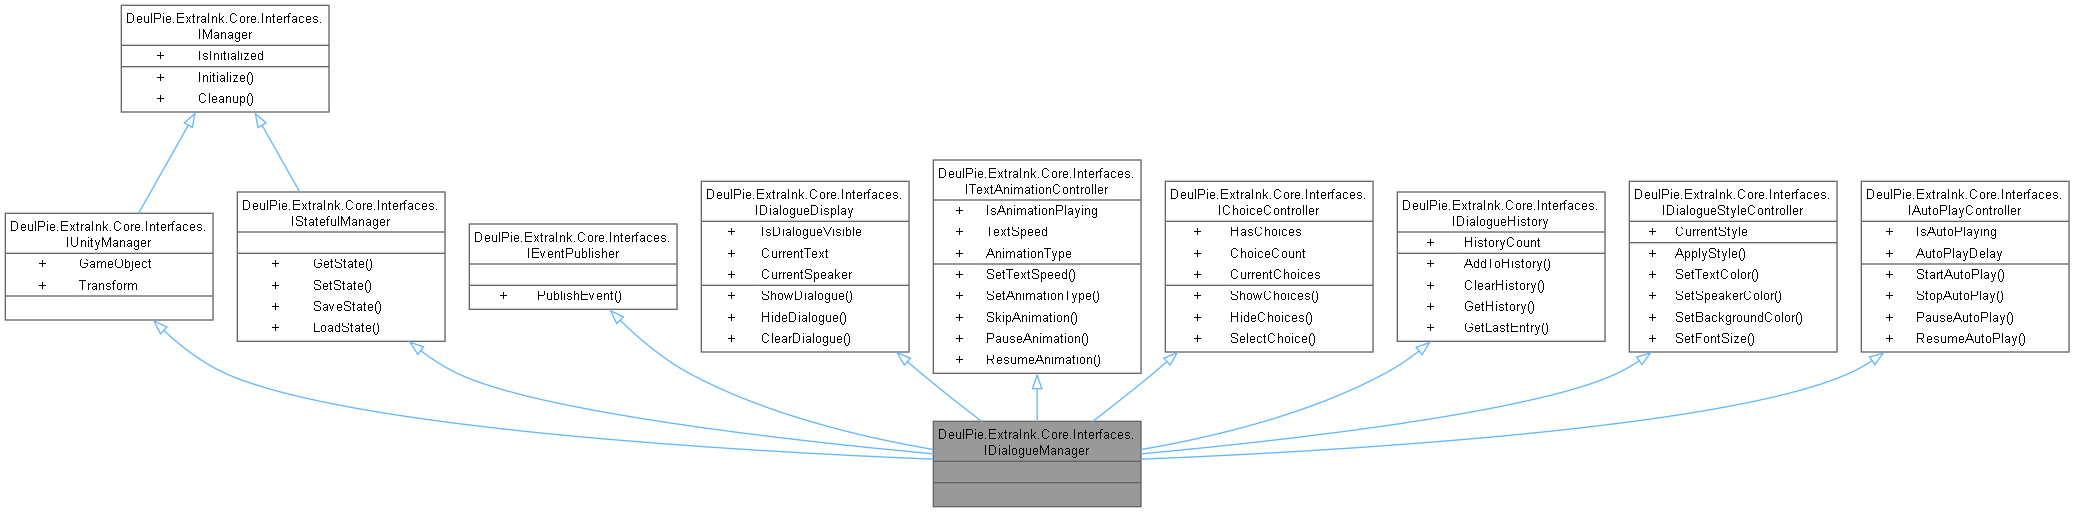 DeulPie.ExtraInk.Core.Interfaces.
IManager
+ IsInitialized
+ Initialize()
+ Cleanup()
DeulPie.ExtraInk.Core.Interfaces.
IUnityManager
+ GameObject
+ Transform
DeulPie.ExtraInk.Core.Interfaces.
IStatefulManager
+ GetState()
+ SetState()
+ SaveState()
+ LoadState()
DeulPie.ExtraInk.Core.Interfaces.
IEventPublisher
+ PublishEvent()
DeulPie.ExtraInk.Core.Interfaces.
IDialogueDisplay
+ IsDialogueVisible
+ CurrentText
+ CurrentSpeaker
+ ShowDialogue()
+ HideDialogue()
+ ClearDialogue()
DeulPie.ExtraInk.Core.Interfaces.
ITextAnimationController
+ IsAnimationPlaying
+ TextSpeed
+ AnimationType
+ SetTextSpeed()
+ SetAnimationType()
+ SkipAnimation()
+ PauseAnimation()
+ ResumeAnimation()
DeulPie.ExtraInk.Core.Interfaces.
IChoiceController
+ HasChoices
+ ChoiceCount
+ CurrentChoices
+ ShowChoices()
+ HideChoices()
+ SelectChoice()
DeulPie.ExtraInk.Core.Interfaces.
IDialogueHistory
+ HistoryCount
+ AddToHistory()
+ ClearHistory()
+ GetHistory()
+ GetLastEntry()
DeulPie.ExtraInk.Core.Interfaces.
IDialogueStyleController
+ CurrentStyle
+ ApplyStyle()
+ SetTextColor()
+ SetSpeakerColor()
+ SetBackgroundColor()
+ SetFontSize()
DeulPie.ExtraInk.Core.Interfaces.
IAutoPlayController
+ IsAutoPlaying
+ AutoPlayDelay
+ StartAutoPlay()
+ StopAutoPlay()
+ PauseAutoPlay()
+ ResumeAutoPlay()
DeulPie.ExtraInk.Core.Interfaces.
IDialogueManager